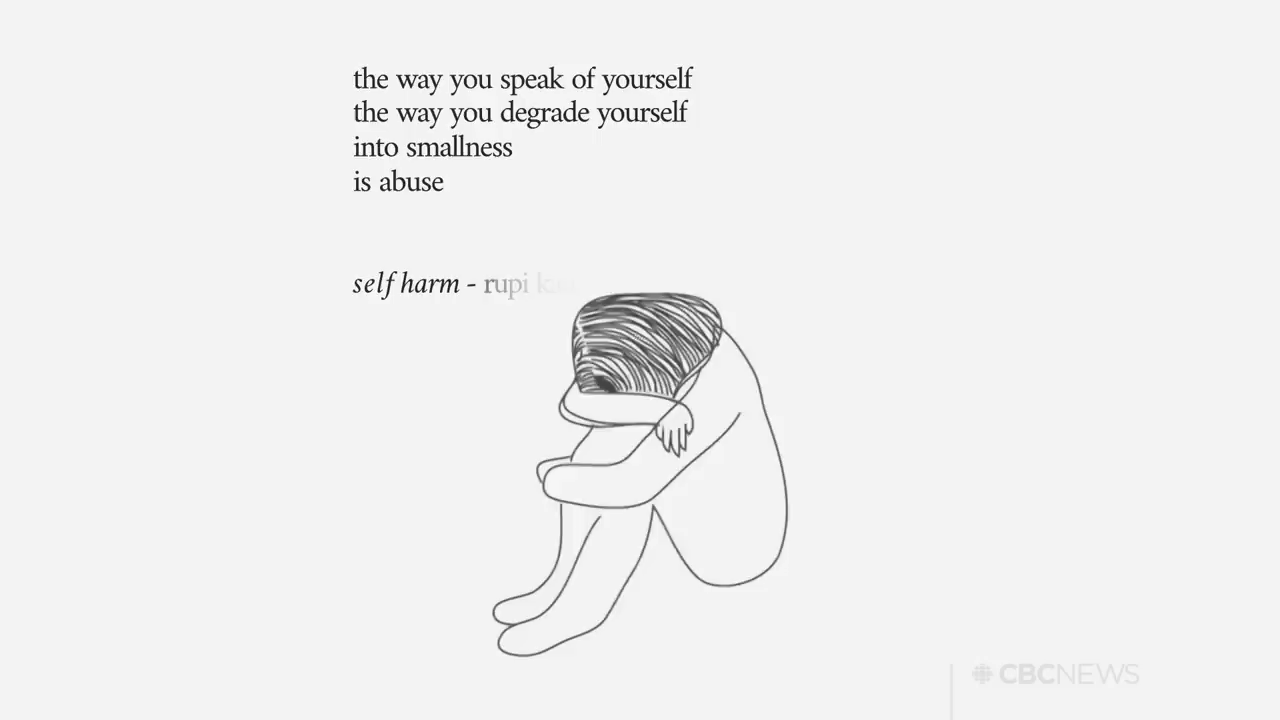 the way you speak of yourself
the way you degrade yourself
into smallness
is abuse
self harm - rupi
CBCNEWS